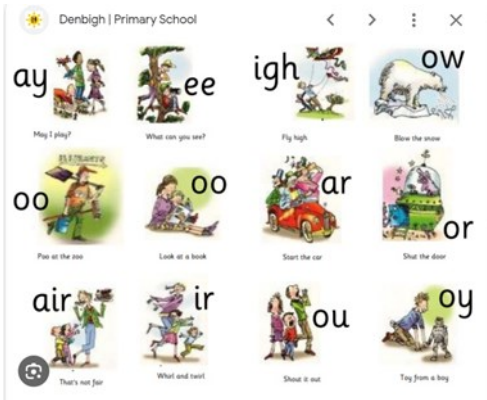 Denbigh | Primary School
ay
ee
igh
ow
May I play?
What can you see?
Fly high
Blow the snow
oo
oo
ar
or
Poo at the zoo
Look at a book
Start the car
Shut the door
air
ir
ou
oy
That's not fair
Whirl and twirl
Shout it out
Toy from a boy